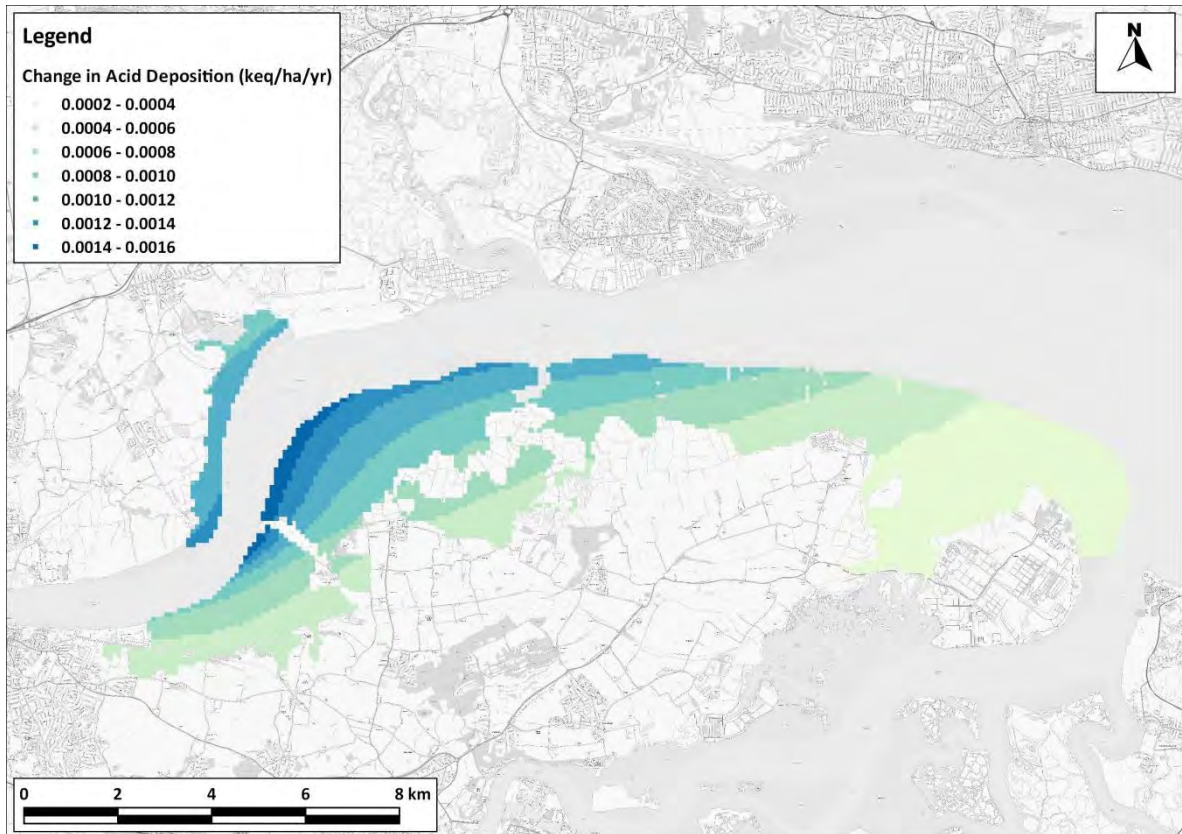 Legend
Change in Acid Deposition (keq/ha/yr)
0.0002 - 0.0004
0.0004 - 0.0006
0.0006 - 0.0008
0.0008 - 0.0010
0.0010 - 0.0012
0.0012 - 0.0014
0.0014 - 0.0016
N
0 2 4 6 8 km